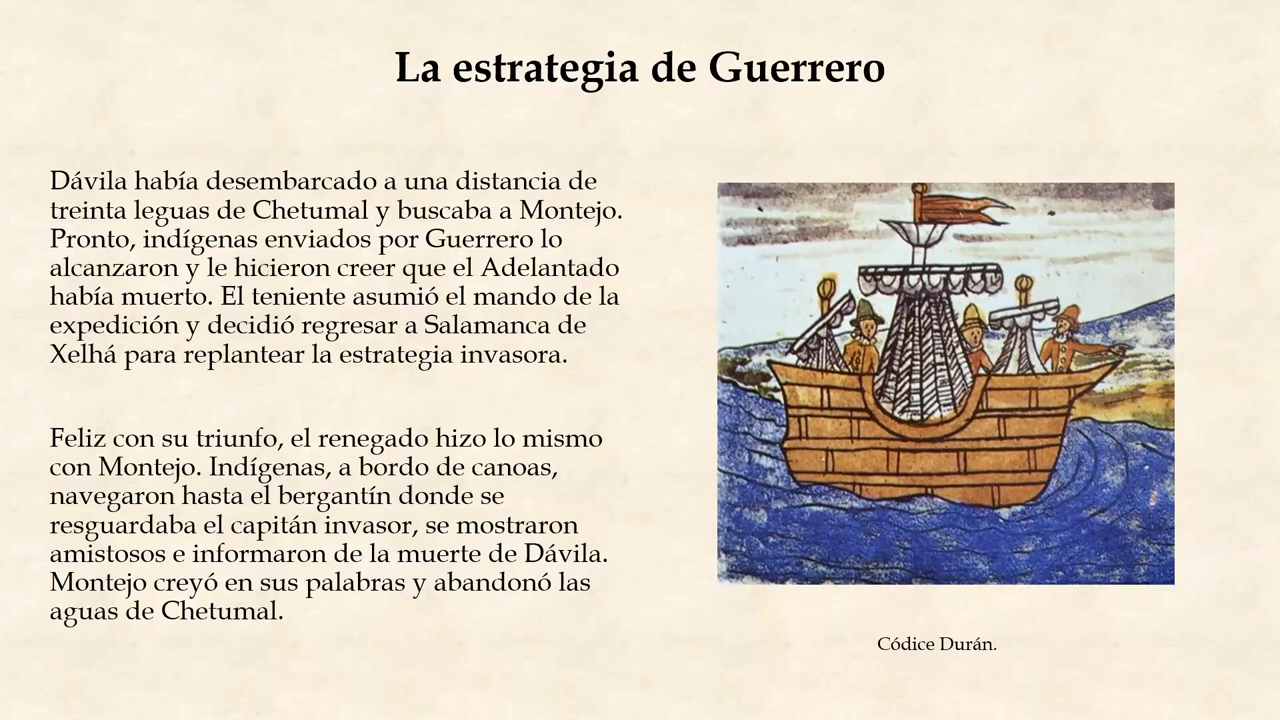 La estrategia de Guerrero
Dávila había desembarcado a una distancia de
treinta leguas de Chetumal y buscaba a Montejo.
Pronto, indígenas enviados por Guerrero lo
alcanzaron y le hicieron creer que el Adelantado
había muerto. El teniente asumió el mando de la
expedición y decidió regresar a Salamanca de
Xelhá para replantear la estrategia invasora.
Feliz con su triunfo, el renegado hizo lo mismo
con Montejo. Indígenas, a bordo de canoas,
navegaron hasta el bergantín donde se
resguardaba el capitán invasor, se mostraron
amistosos e informaron de la muerte de Dávila.
Montejo creyó en sus palabras y abandonó las
aguas de Chetumal.
Códice Durán.